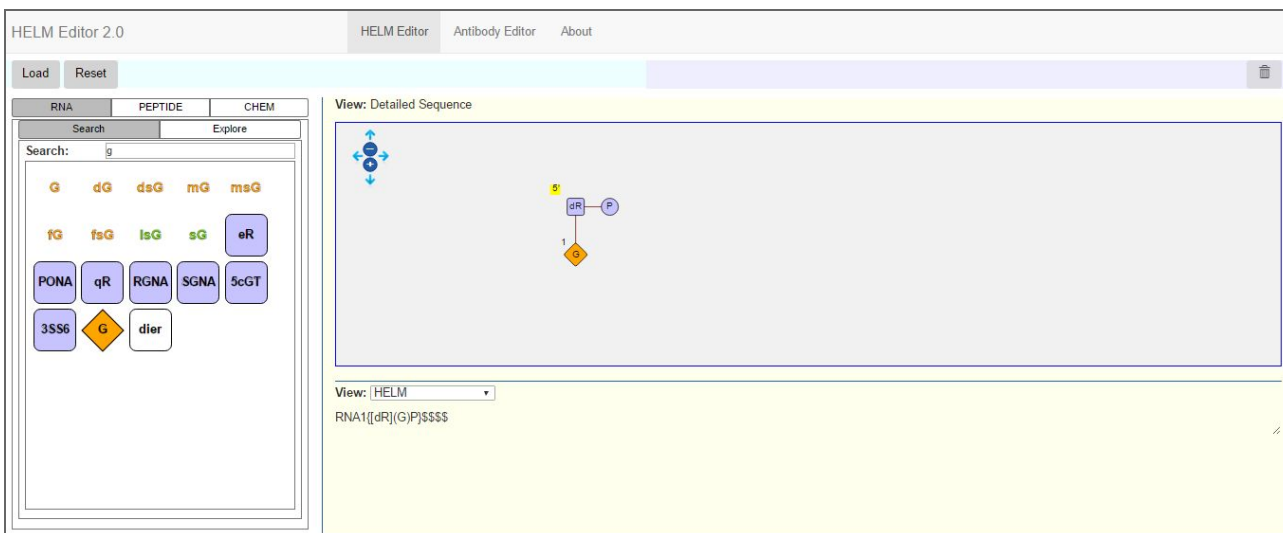 HELM Editor 2.0
HELM Editor Antibody Editor About
Load Reset
RNA PEPTIDE CHEM
Search Explore
Search: g
G dG dsG mG msG
fG fsG lsG sG eR
PONA qR RGNA SGNA 5cGT
3SS6 G dier
View: Detailed Sequence
5'
dR P
1
G
View: HELM
RNA1{[dR](G)P}$$$$